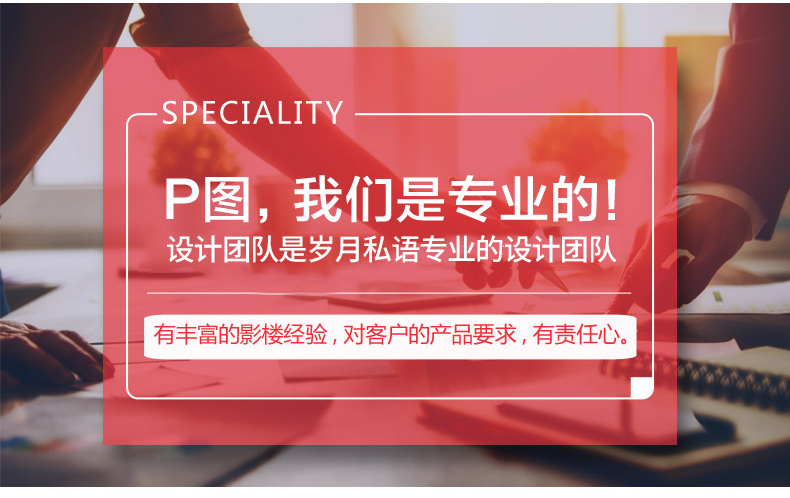 SPECIALITY
P图，我们是专业的！
设计团队是岁月私语专业的设计团队
有丰富的影楼经验，对客户的产品要求，有责任心。